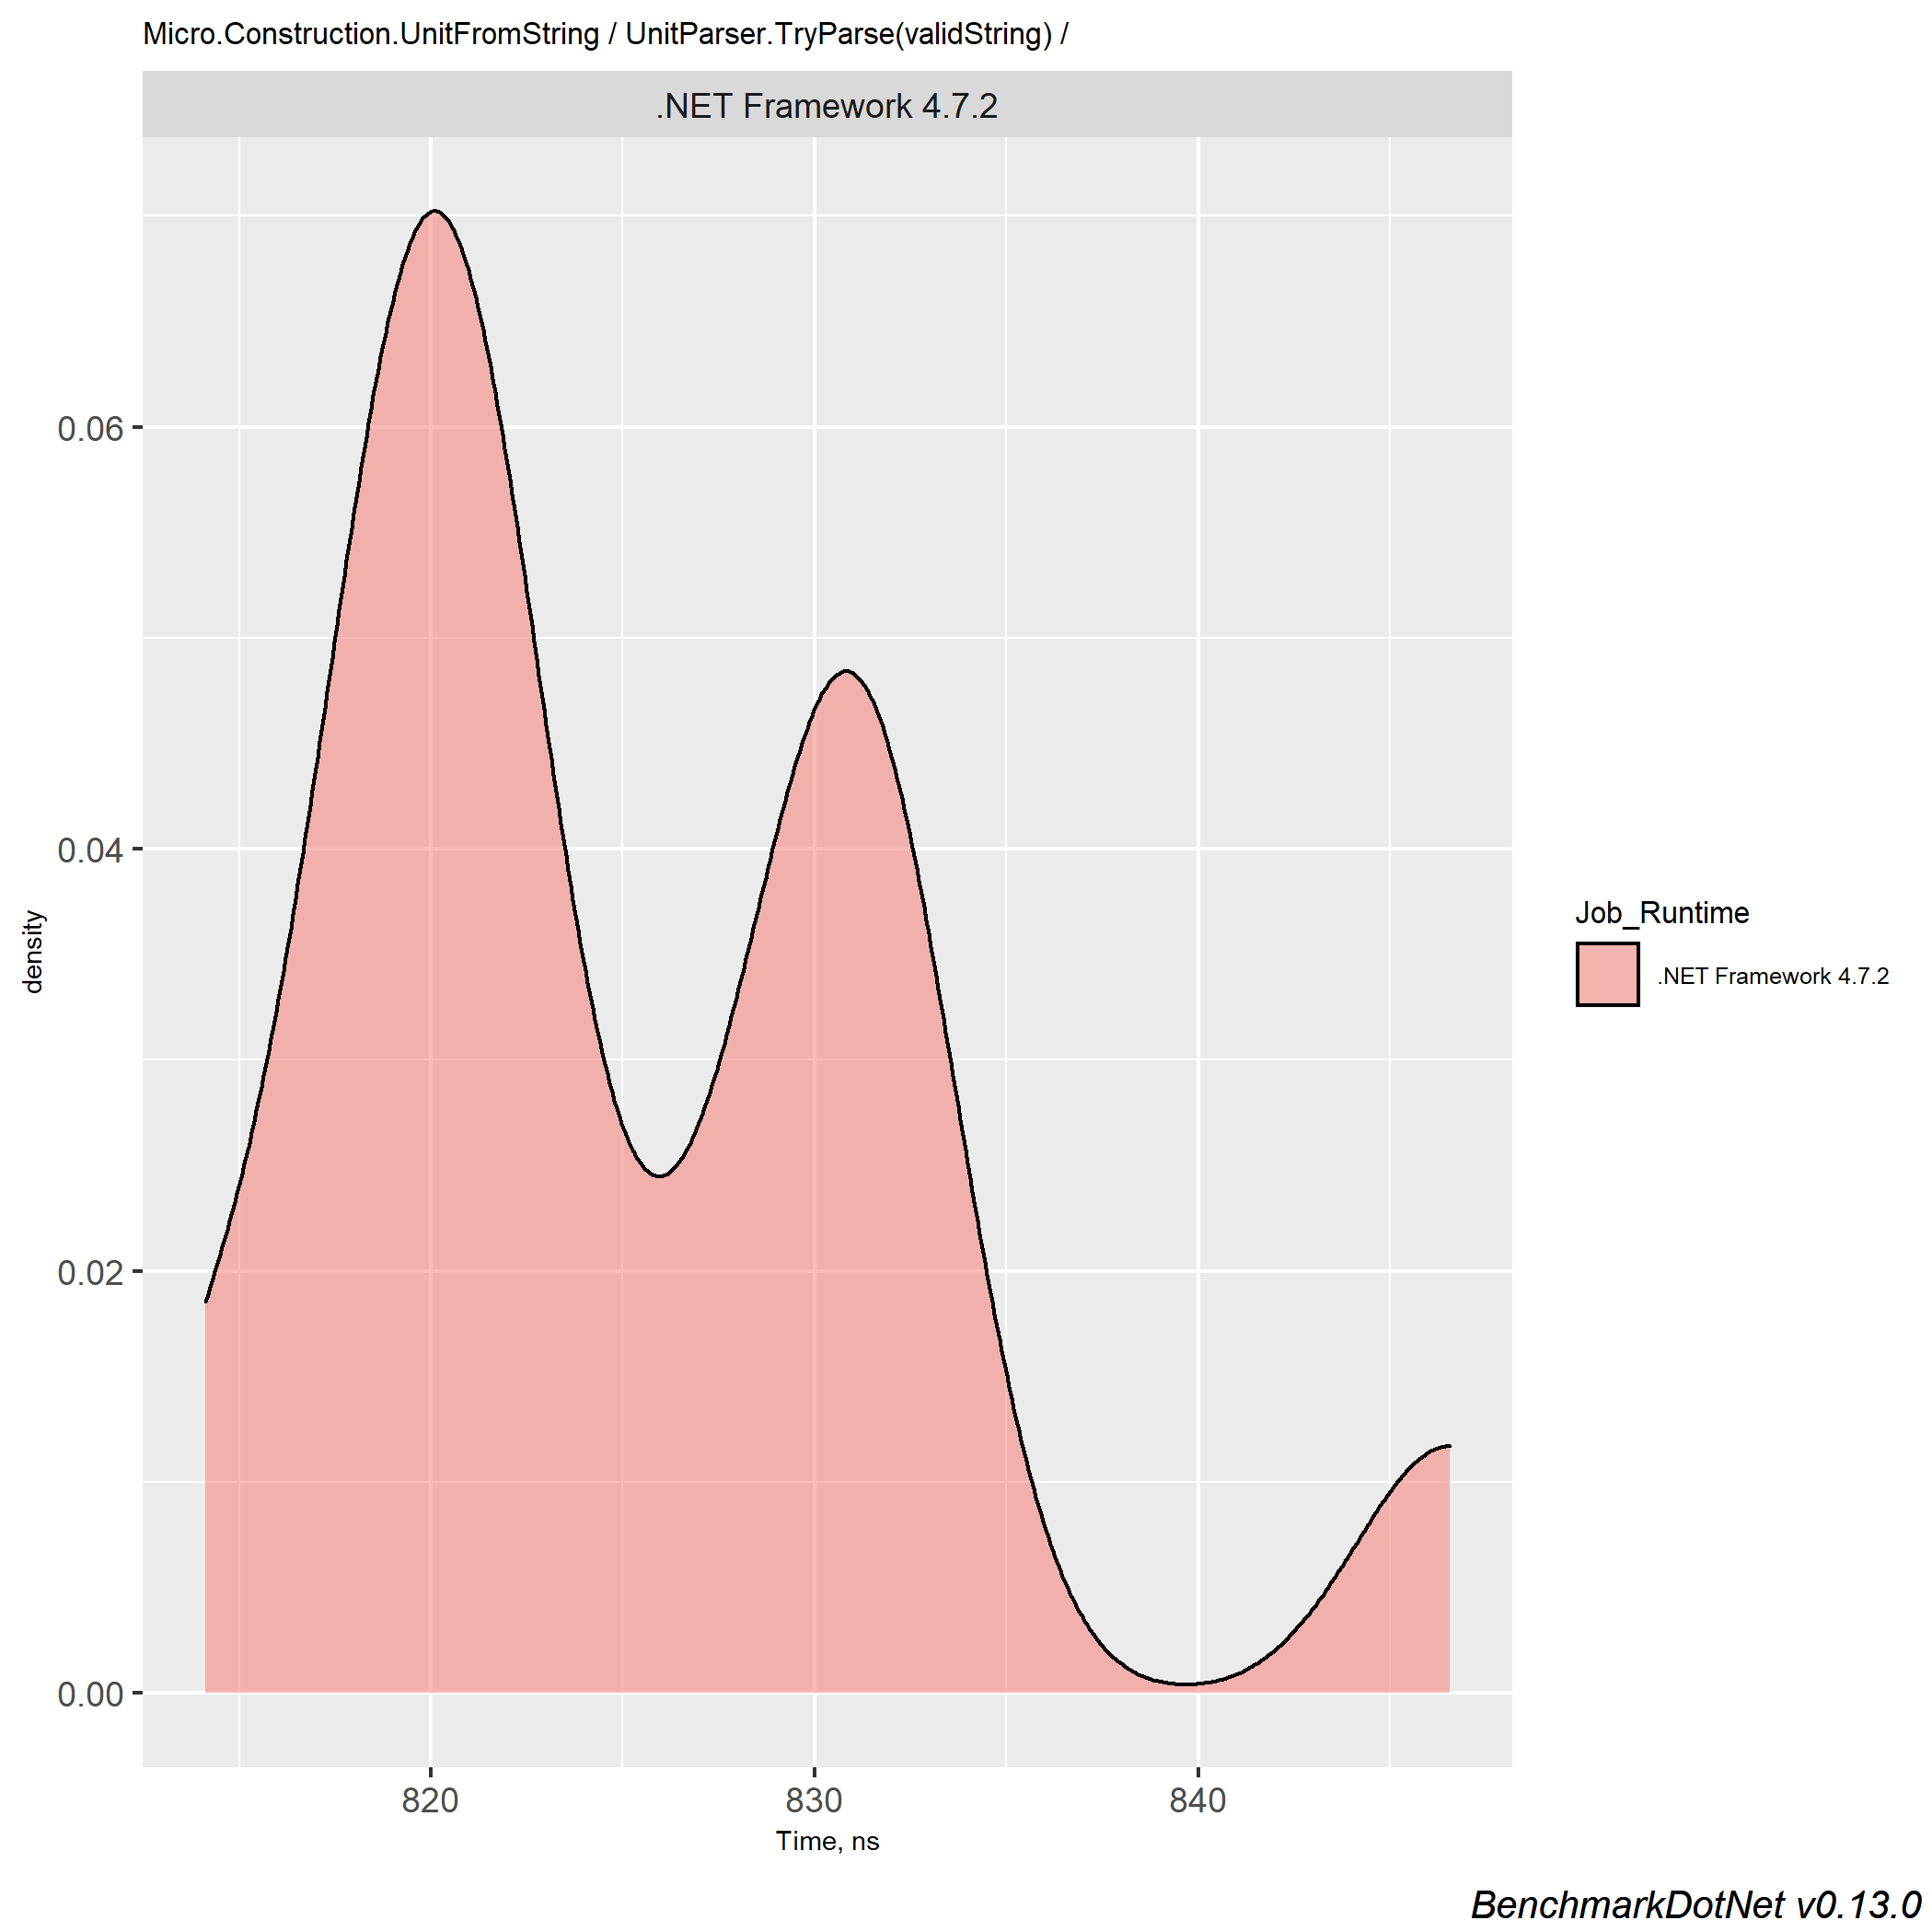 Micro.Construction.UnitFromString / UnitParser.TryParse(validString) /
.NET Framework 4.7.2
0.06
0.04
0.02
0.00
density
820 830 840
Time, ns
Job_Runtime
.NET Framework 4.7.2
BenchmarkDotNet v0.13.0